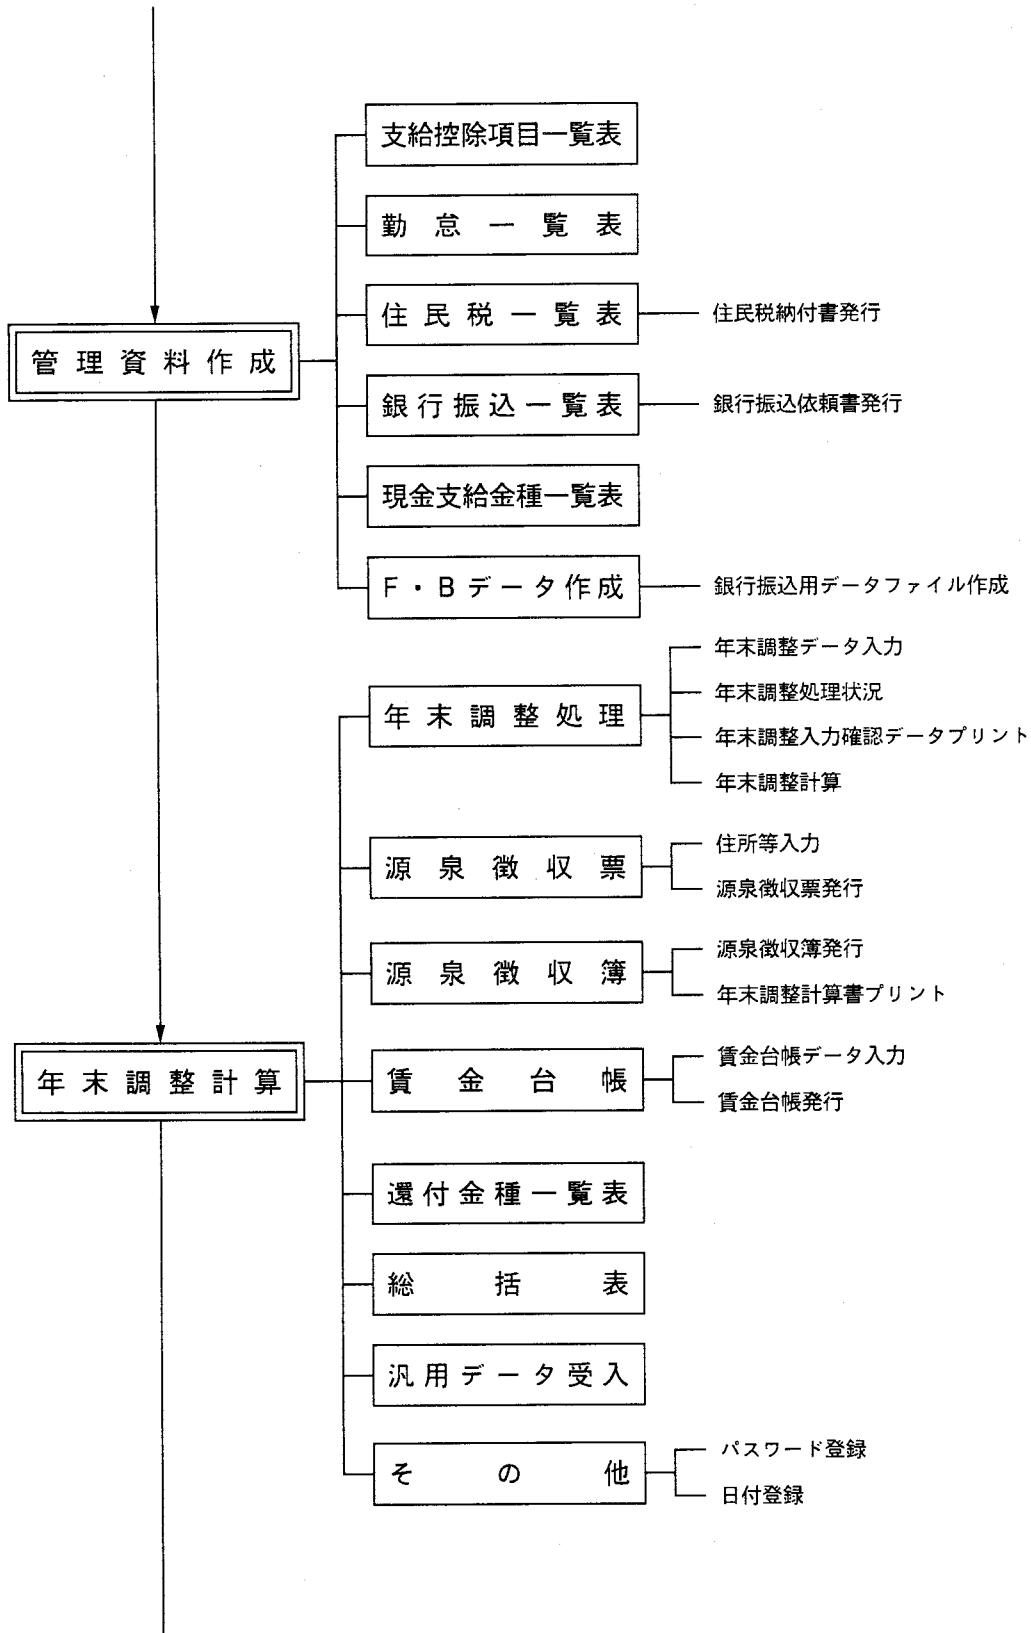 支給控除項目一覧表
勤怠一覧表
住民税一覧表
住民税納付書発行
管理資料作成
銀行振込一覧表
銀行振込依頼書発行
現金支給金種一覧表
F・Bデータ作成
銀行振込用データファイル作成
年末調整処理
年末調整データ入力
年末調整処理状況
年末調整入力確認データプリント
年末調整計算
源泉徴収票
住所等入力
源泉徴収票発行
源泉徴収簿
源泉徴収簿発行
年末調整計算書プリント
年末調整計算
賃金台帳
賃金台帳データ入力
賃金台帳発行
還付金種一覧表
総括表
汎用データ受入
その他
パスワード登録
日付登録